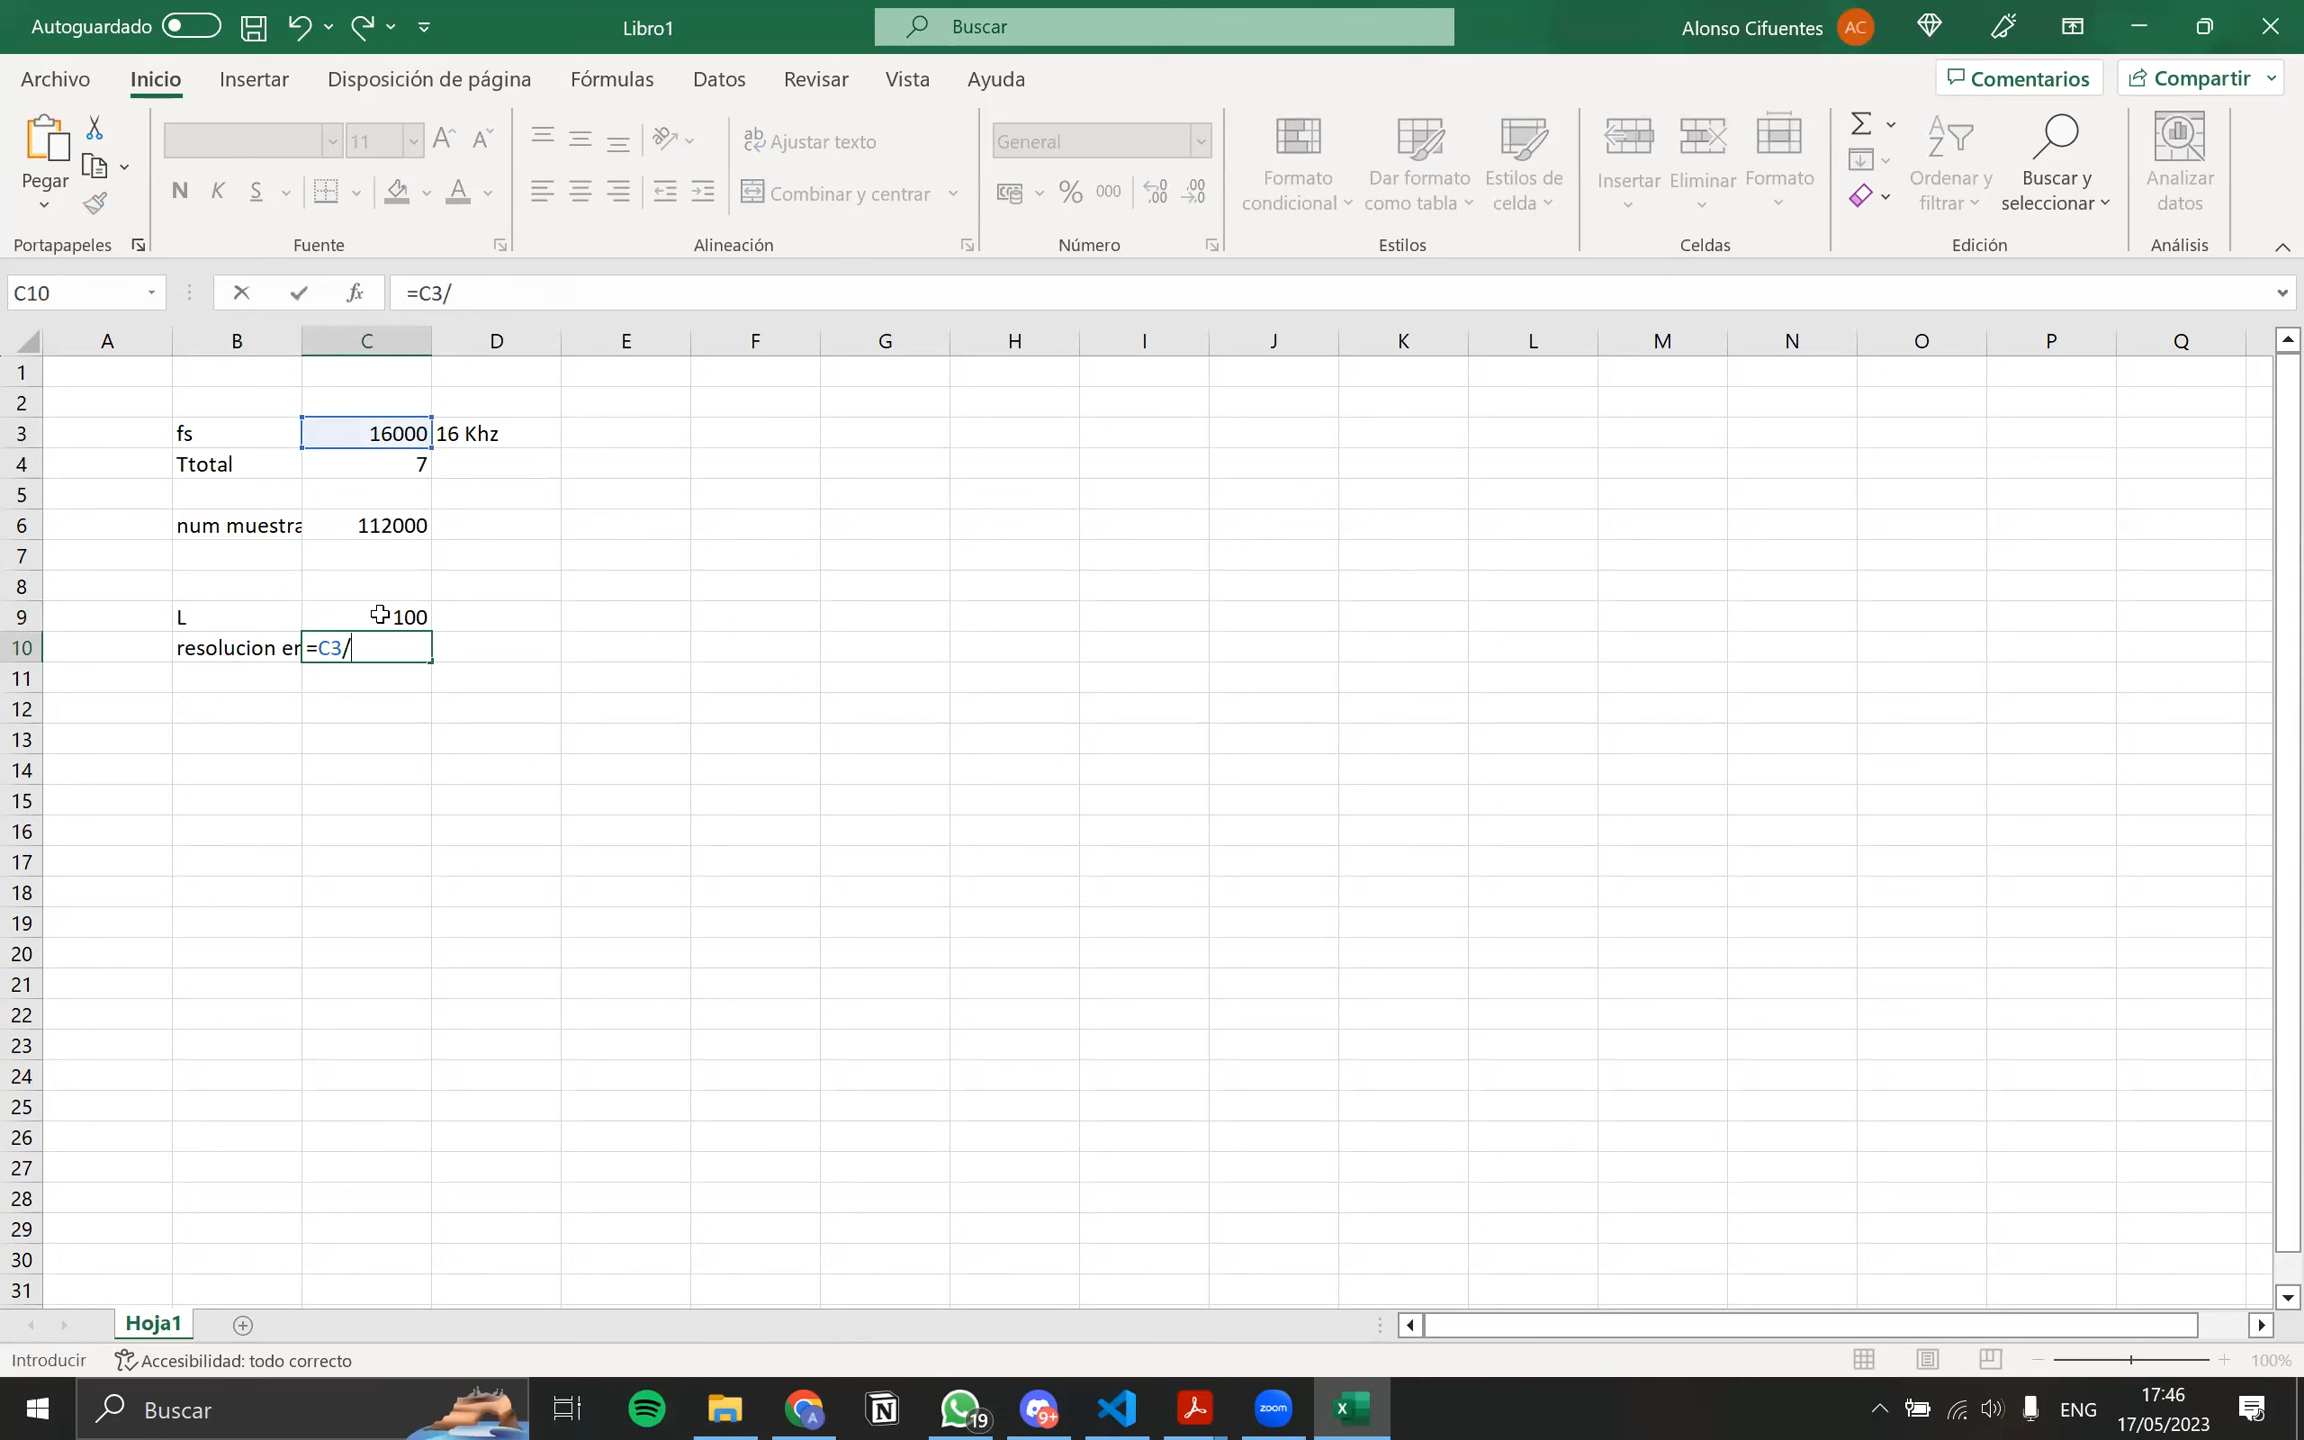 Autoguardado
Libro1
Buscar
Alonso Cifuentes
AC
Archivo
Inicio
Insertar
Disposición de página
Fórmulas
Datos
Revisar
Vista
Ayuda
Comentarios
Compartir
Pegar
Portapapeles
11
N K S
Fuente
Ajustar texto
Combinar y centrar
Alineación
General
% 000
Número
Formato condicional
Dar formato como tabla
Estilos de celda
Estilos
Insertar
Eliminar
Formato
Celdas
Ordenar y filtrar
Buscar y seleccionar
Edición
Analizar datos
Análisis
C10
fx
=C3/
A B C D E F G H I J K L M N O P Q
1
2
3 fs 16000 16 Khz
4 Ttotal 7
5
6 num muestra 112000
7
8
9 L 100
10 resolucion er =C3/
11
12
13
14
15
16
17
18
19
20
21
22
23
24
25
26
27
28
29
30
31
Hoja1
Introducir
Accesibilidad: todo correcto
100%
Buscar
A
19
9+
zoom
ENG
17:46
17/05/2023